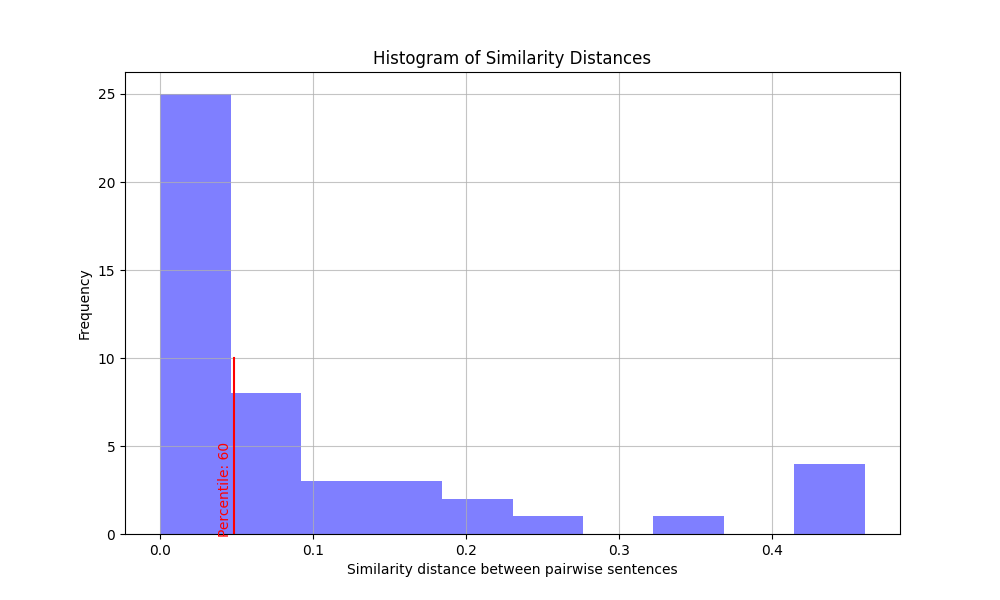 Histogram of Similarity Distances
Frequency
25
20
15
10
5
0
Percentile: 60
0.0 0.1 0.2 0.3 0.4
Similarity distance between pairwise sentences